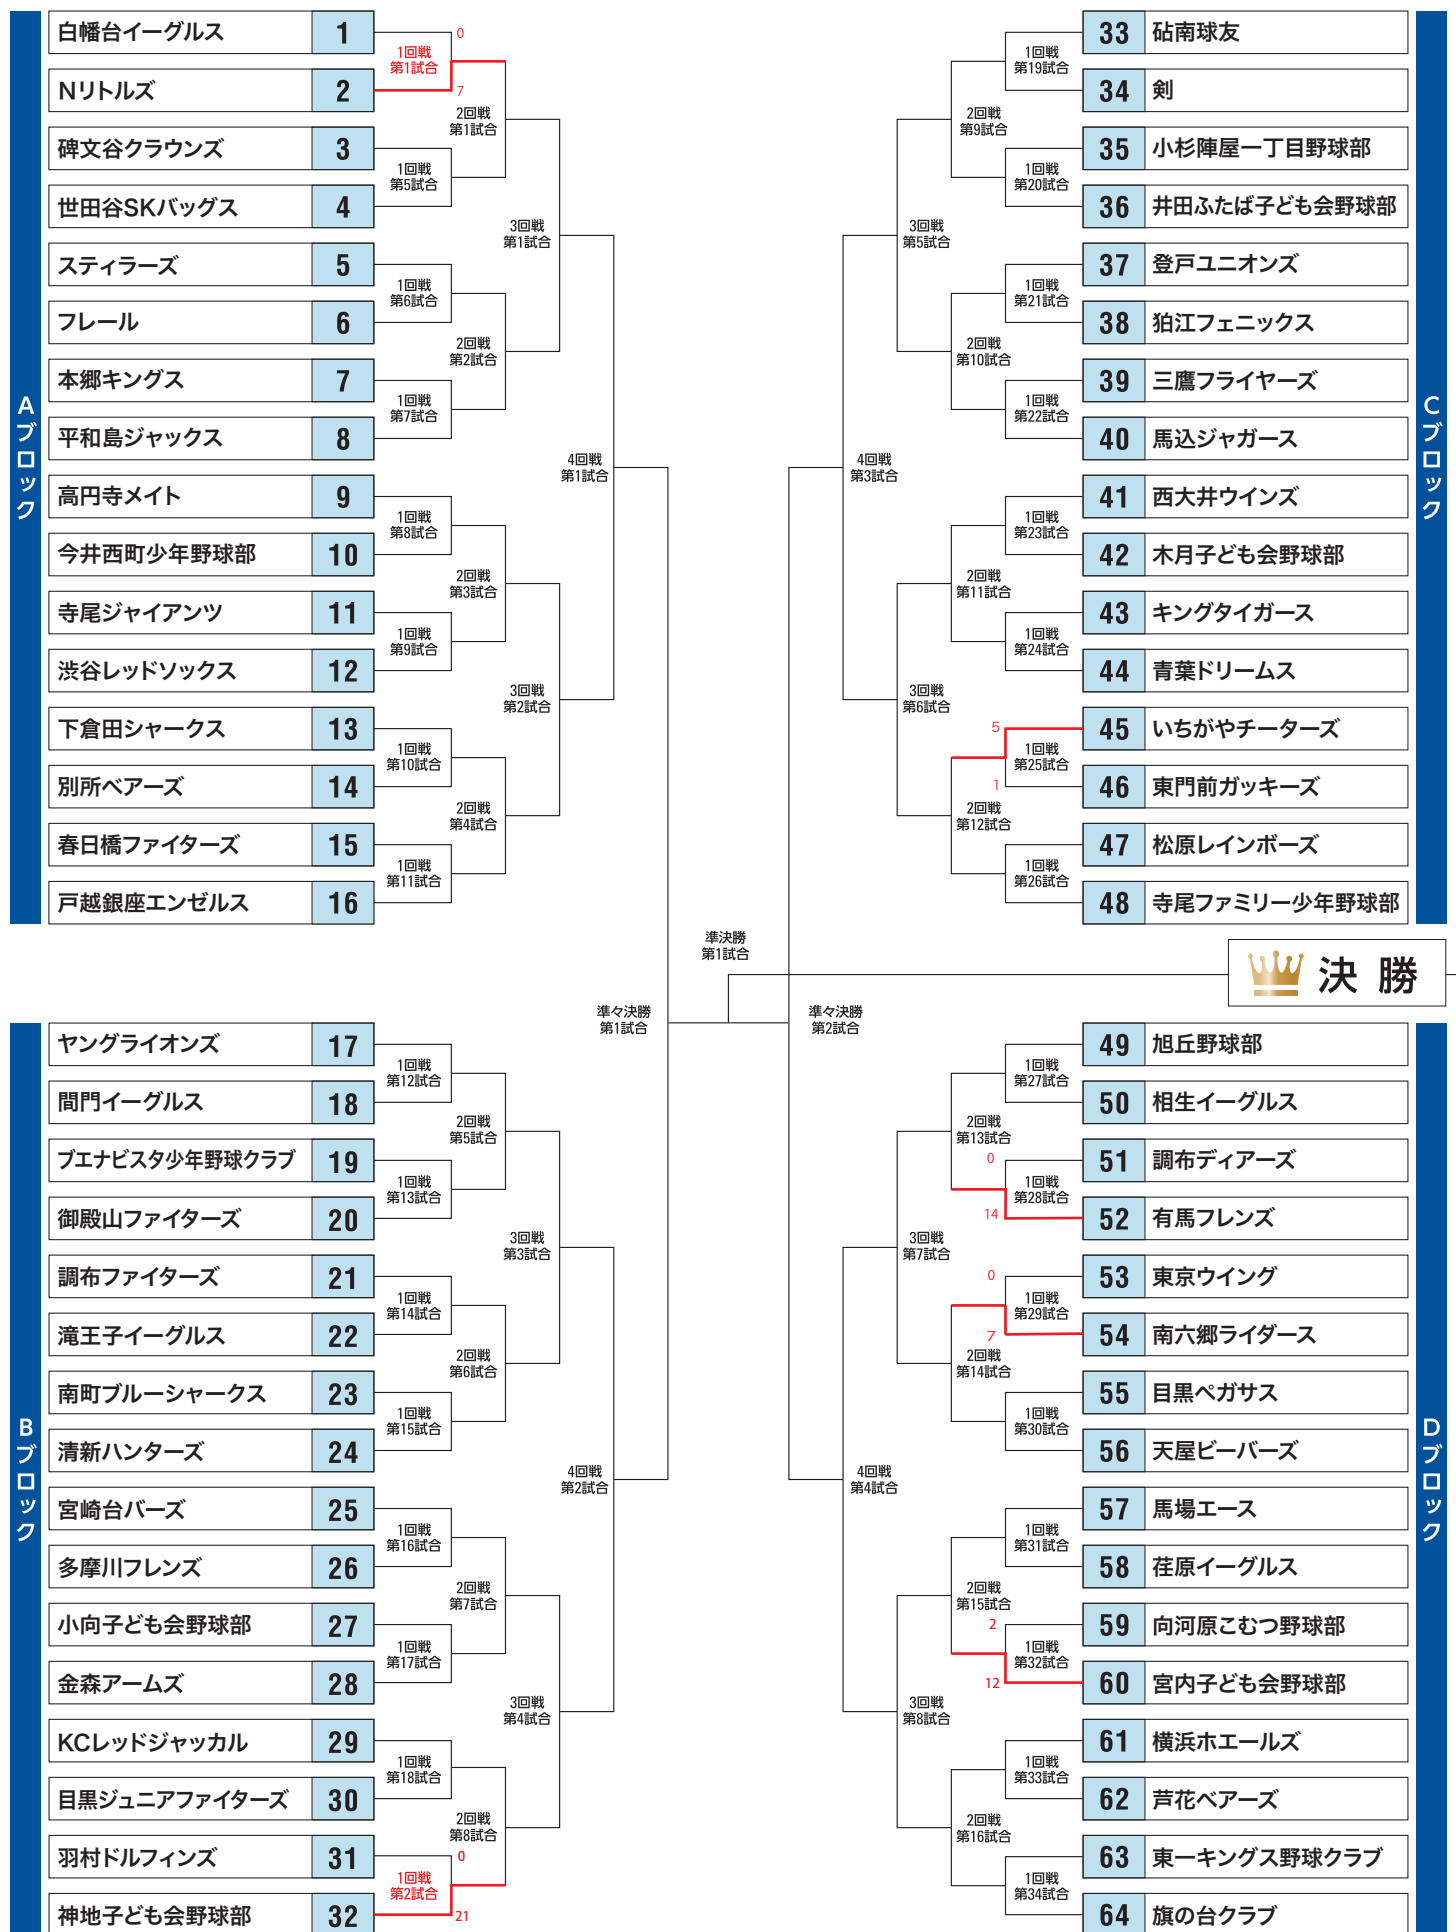 Aブロック
白幡台イーグルス 1
Nリトルズ 2
碑文谷クラウンズ 3
世田谷SKバッグス 4
スティラーズ 5
フレール 6
本郷キングス 7
平和島ジャックス 8
高円寺メイト 9
今井西町少年野球部 10
寺尾ジャイアンツ 11
渋谷レッドソックス 12
下倉田シャークス 13
別所ベアーズ 14
春日橋ファイターズ 15
戸越銀座エンゼルス 16
0
1回戦
第1試合
7
1回戦
第5試合
1回戦
第6試合
1回戦
第7試合
1回戦
第8試合
1回戦
第9試合
1回戦
第10試合
1回戦
第11試合
2回戦
第1試合
2回戦
第2試合
2回戦
第3試合
2回戦
第4試合
3回戦
第1試合
3回戦
第2試合
4回戦
第1試合
Bブロック
ヤングライオンズ 17
間門イーグルス 18
ブエナビスタ少年野球クラブ 19
御殿山ファイターズ 20
調布ファイターズ 21
滝王子イーグルス 22
南町ブルーシャークス 23
清新ハンターズ 24
宮崎台バーズ 25
多摩川フレンズ 26
小向子ども会野球部 27
金森アームズ 28
KCレッドジャッカル 29
目黒ジュニアファイターズ 30
羽村ドルフィンズ 31
神地子ども会野球部 32
1回戦
第12試合
1回戦
第13試合
1回戦
第14試合
1回戦
第15試合
1回戦
第16試合
1回戦
第17試合
1回戦
第18試合
0
1回戦
第2試合
21
2回戦
第5試合
2回戦
第6試合
2回戦
第7試合
2回戦
第8試合
3回戦
第3試合
3回戦
第4試合
4回戦
第2試合
準々決勝
第1試合
準決勝
第1試合
準々決勝
第2試合
決勝
Cブロック
33 砧南球友
34 剣
35 小杉陣屋一丁目野球部
36 井田ふたば子ども会野球部
37 登戸ユニオンズ
38 狛江フェニックス
39 三鷹フライヤーズ
40 馬込ジャガース
41 西大井ウインズ
42 木月子ども会野球部
43 キングタイガース
44 青葉ドリームス
45 いちがやチーターズ
46 東門前ガッキーズ
47 松原レインボーズ
48 寺尾ファミリー少年野球部
1回戦
第19試合
1回戦
第20試合
1回戦
第21試合
1回戦
第22試合
1回戦
第23試合
1回戦
第24試合
5
1回戦
第25試合
1
1回戦
第26試合
2回戦
第9試合
2回戦
第10試合
2回戦
第11試合
2回戦
第12試合
3回戦
第5試合
3回戦
第6試合
4回戦
第3試合
Dブロック
49 旭丘野球部
50 相生イーグルス
51 調布ディアーズ
52 有馬フレンズ
53 東京ウイング
54 南六郷ライダース
55 目黒ペガサス
56 天屋ビーバーズ
57 馬場エース
58 荏原イーグルス
59 向河原こむつ野球部
60 宮内子ども会野球部
61 横浜ホエールズ
62 芦花ベアーズ
63 東一キングス野球クラブ
64 旗の台クラブ
1回戦
第27試合
0
1回戦
第28試合
14
0
1回戦
第29試合
7
1回戦
第30試合
1回戦
第31試合
2
1回戦
第32試合
12
1回戦
第33試合
1回戦
第34試合
2回戦
第13試合
2回戦
第14試合
2回戦
第15試合
2回戦
第16試合
3回戦
第7試合
3回戦
第8試合
4回戦
第4試合